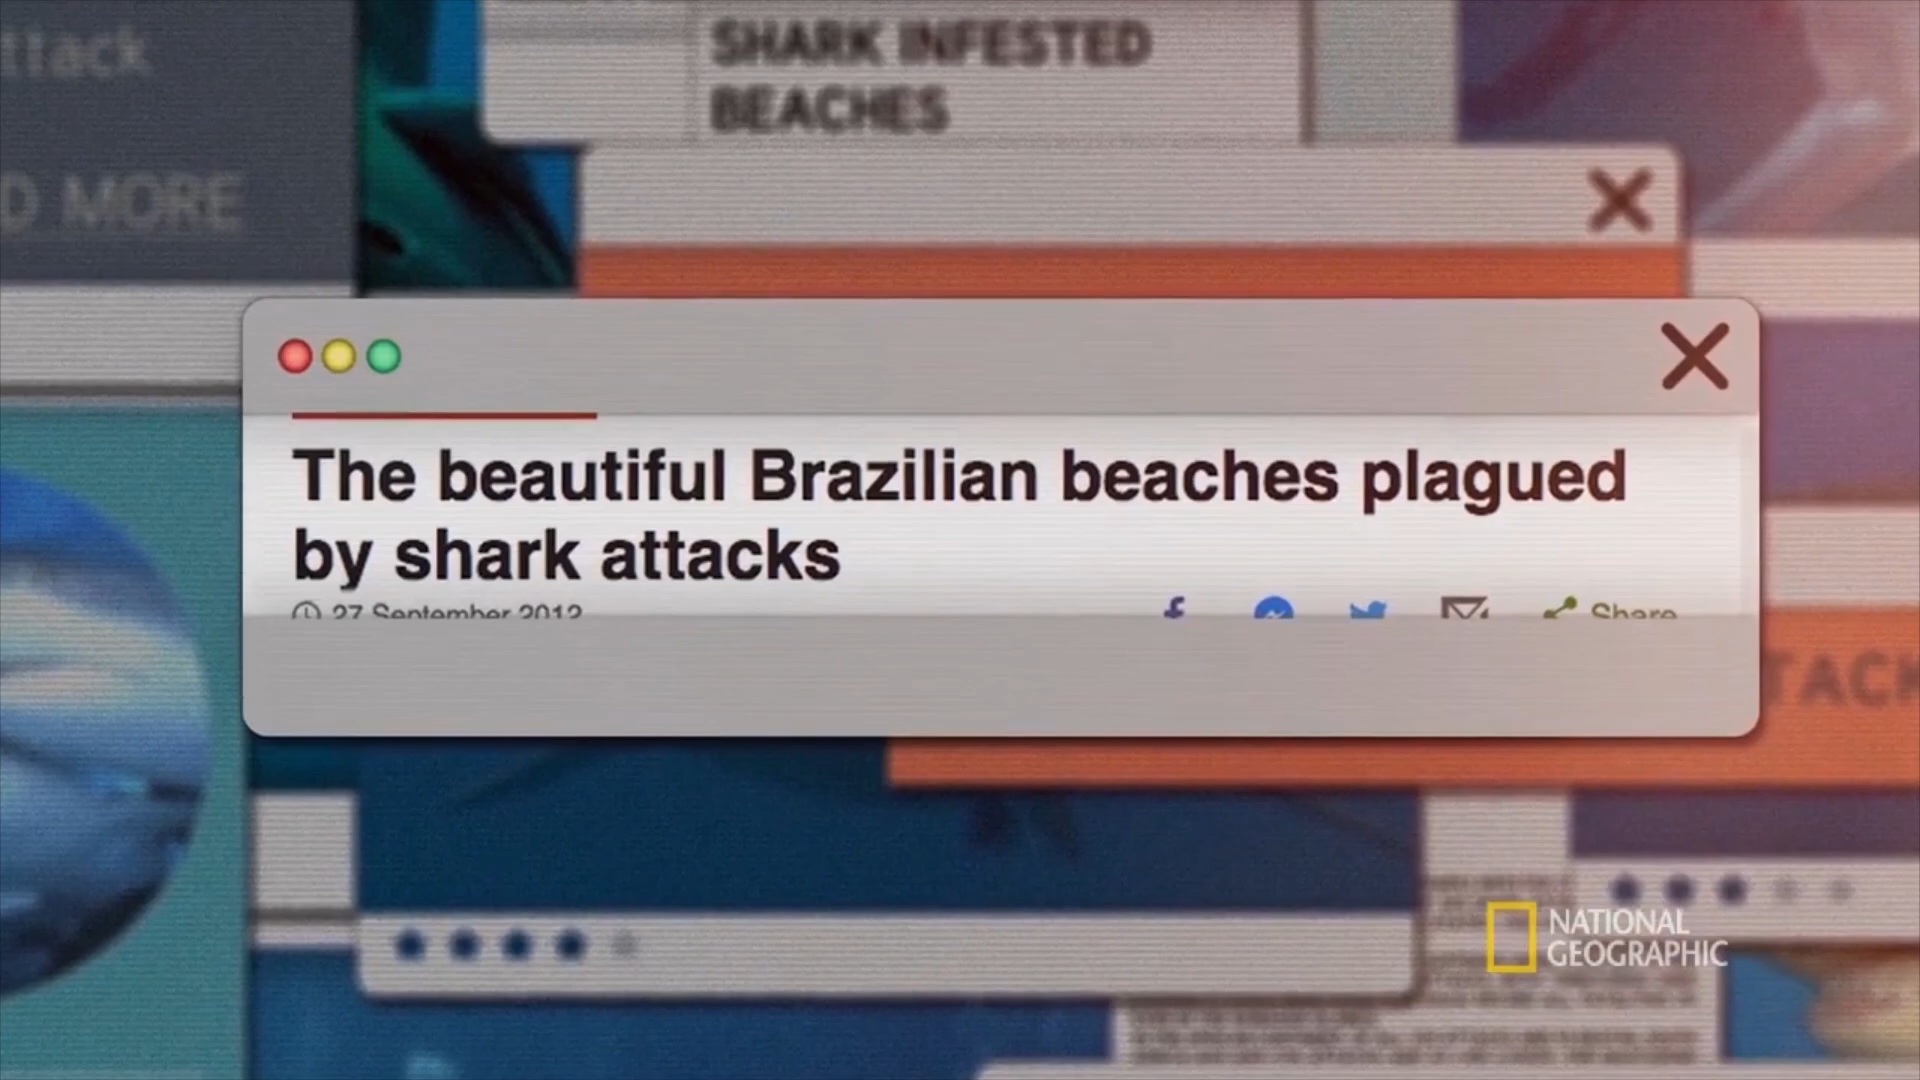 ttack
D MORE
SHARK INFESTED
BEACHES
The beautiful Brazilian beaches plagued
by shark attacks
27 September 2012
Share
TACK
NATIONAL
GEOGRAPHIC